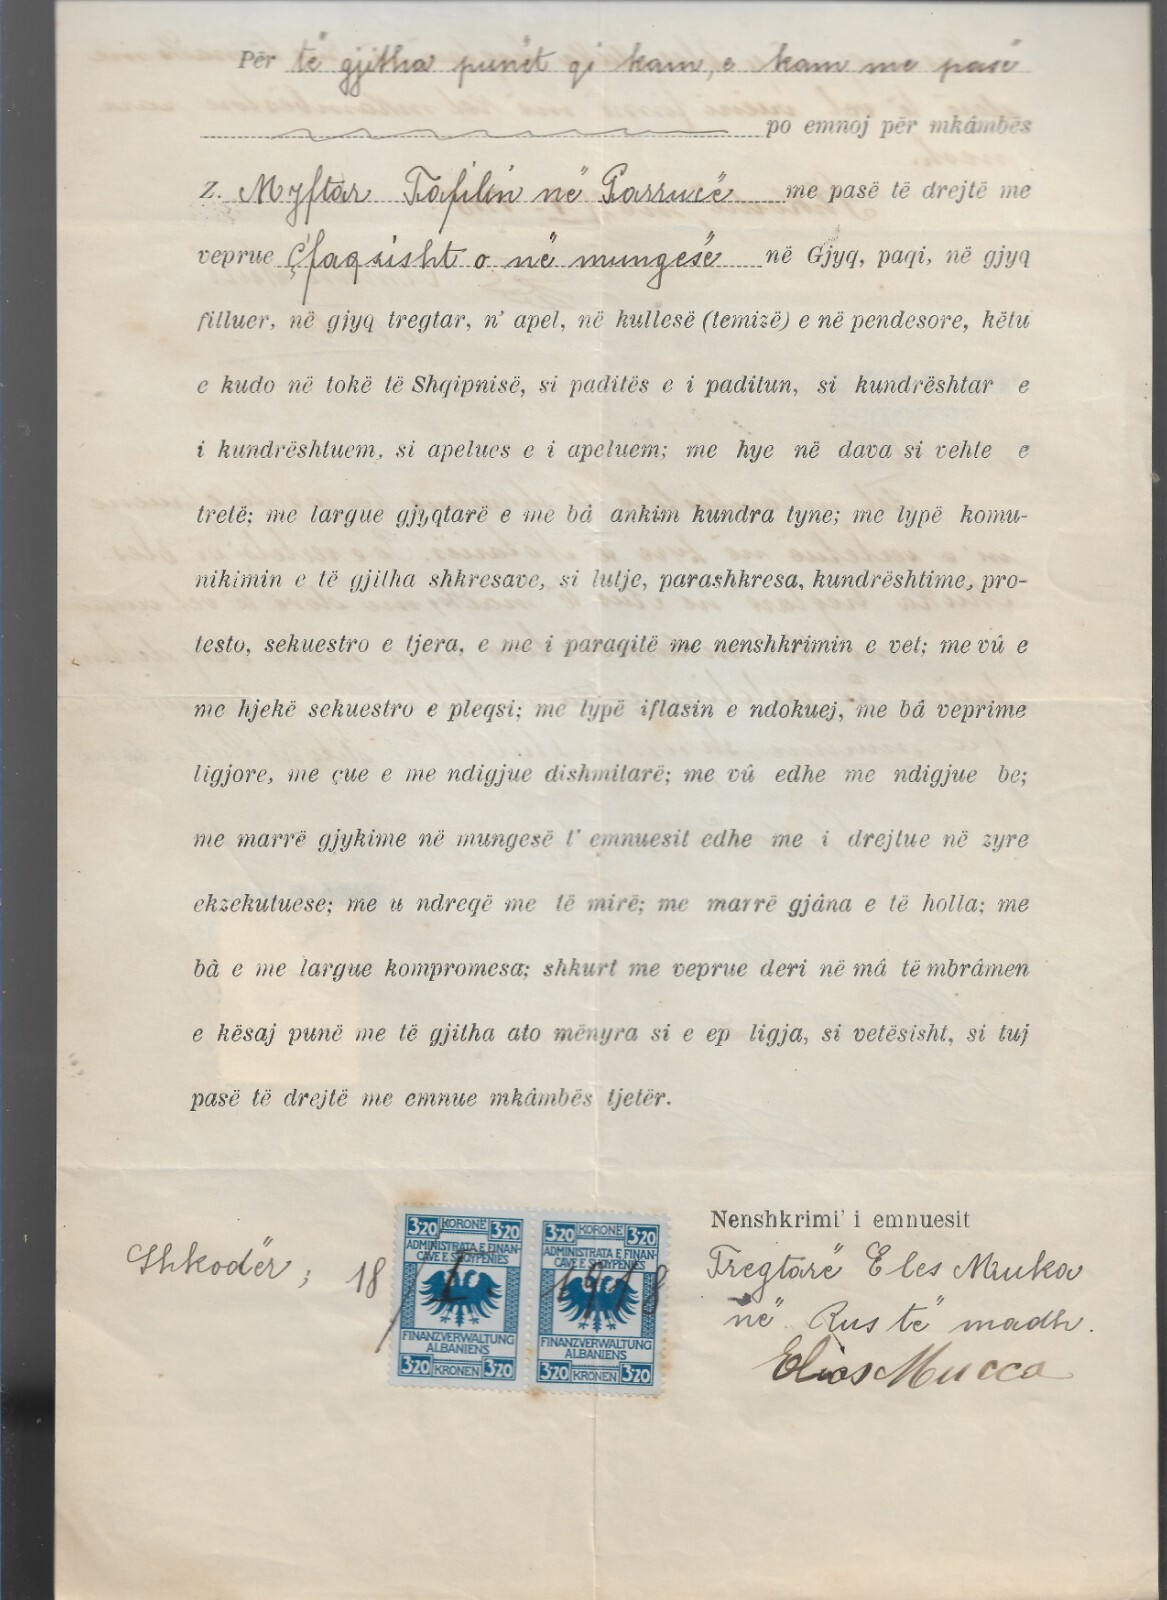 Për të gjitha punët qi kam, e kam me pasë
po emnoj për mkâmbës
Z. Myftar Tafilin në Parrucë me pasë të drejtë me
veprue Çfaqsisht o në mungesë në Gjyq, paqi, në gjyq
filluer, në gjyq tregtar, n' apel, në kullesë (temizë) e në pendesore, këtu
e kudo në tokë të Shqipnisë, si paditës e i paditun, si kundrështar e
i kundrështuem, si apelues e i apeluem; me hye në dava si vehte e
tretë; me largue gjyqtarë e me bâ ankim kundra tyne; me lypë komu-
nikimin e të gjitha shkresave, si lutje, parashkresa, kundrështime, pro-
testo, sekuestro e tjera, e me i paraqitë me nenshkrimin e vet; me vû e
me hjekë sekuestro e pleqsi; me lypë iflasin e ndokuej, me bâ veprime
ligjore, me çue e me ndigjue dishmitarë; me vû edhe me ndigjue be;
me marrë gjykime në mungesë t' emnuesit edhe me i drejtue në zyre
ekzekutuese; me u ndreqë me të mirë; me marrë gjâna e të holla; me
bâ e me largue kompromesa; shkurt me veprue deri në mâ të mbrâmen
e kësaj punë me të gjitha ato mënyra si e ep ligja, si vetësisht, si tuj
pasë të drejtë me emnue mkâmbës tjetër.
Nenshkrimi' i emnuesit
Shkodër; 18/ 1918
Tregtarë Eles Muka
në Rus të madh.
Elias Mucca
3·20 KORONË 3·20
ADMINISTRATA E FINAN-
CAVE E SHQYPENIES
FINANZVERWALTUNG
ALBANIENS
3·20 KRONEN 3·20
3·20 KORONË 3·20
ADMINISTRATA E FINAN-
CAVE E SHQYPENIES
FINANZVERWALTUNG
ALBANIENS
3·20 KRONEN 3·20